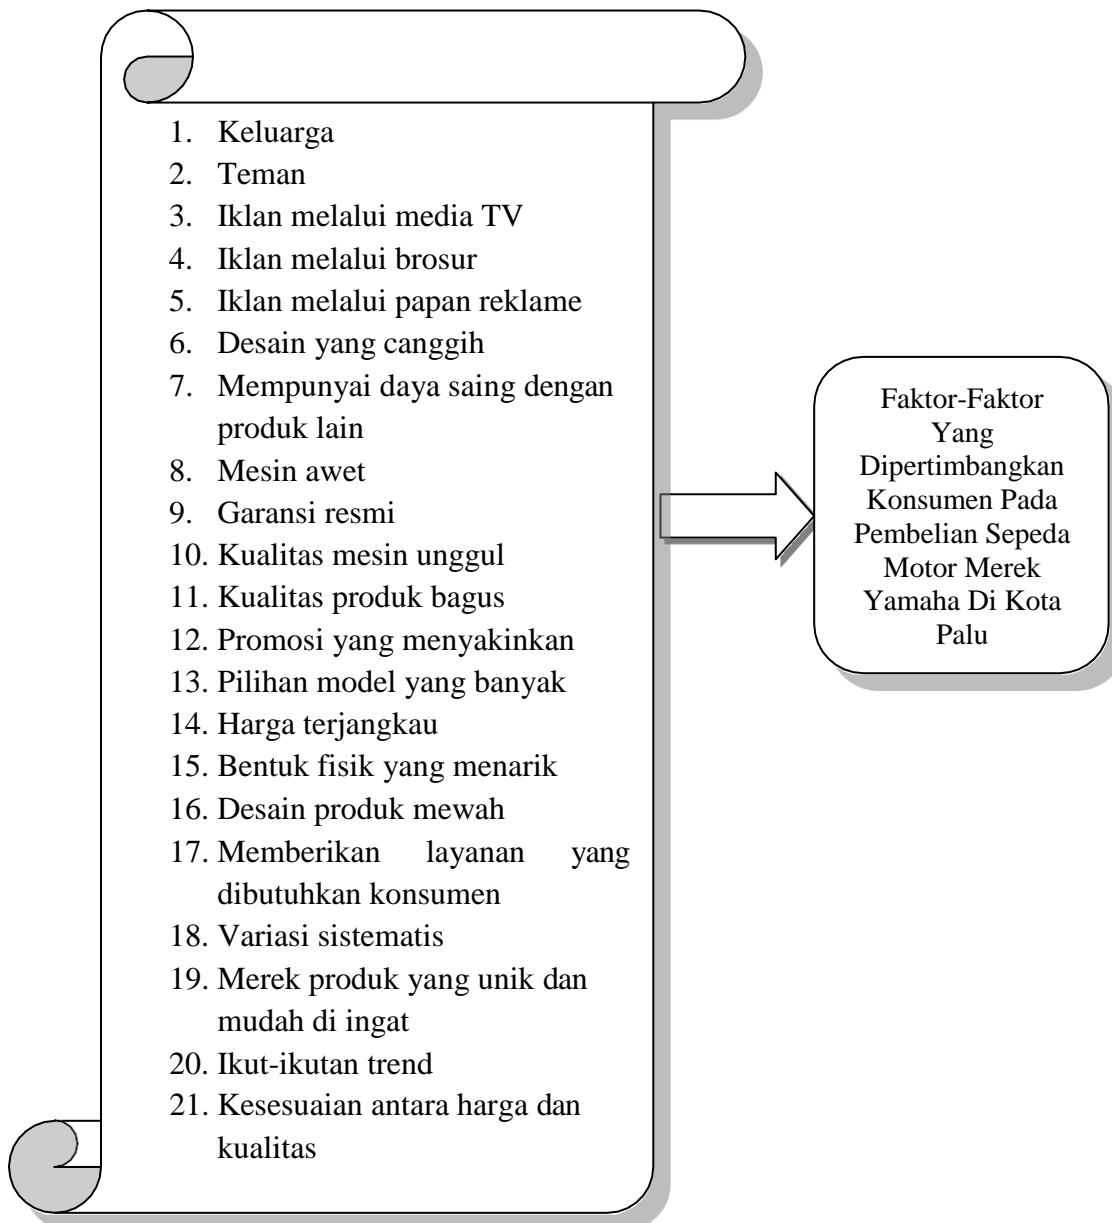 1. Keluarga
2. Teman
3. Iklan melalui media TV
4. Iklan melalui brosur
5. Iklan melalui papan reklame
6. Desain yang canggih
7. Mempunyai daya saing dengan
produk lain
8. Mesin awet
9. Garansi resmi
10. Kualitas mesin unggul
11. Kualitas produk bagus
12. Promosi yang menyakinkan
13. Pilihan model yang banyak
14. Harga terjangkau
15. Bentuk fisik yang menarik
16. Desain produk mewah
17. Memberikan layanan yang
dibutuhkan konsumen
18. Variasi sistematis
19. Merek produk yang unik dan
mudah di ingat
20. Ikut-ikutan trend
21. Kesesuaian antara harga dan
kualitas
Faktor-Faktor
Yang
Dipertimbangkan
Konsumen Pada
Pembelian Sepeda
Motor Merek
Yamaha Di Kota
Palu